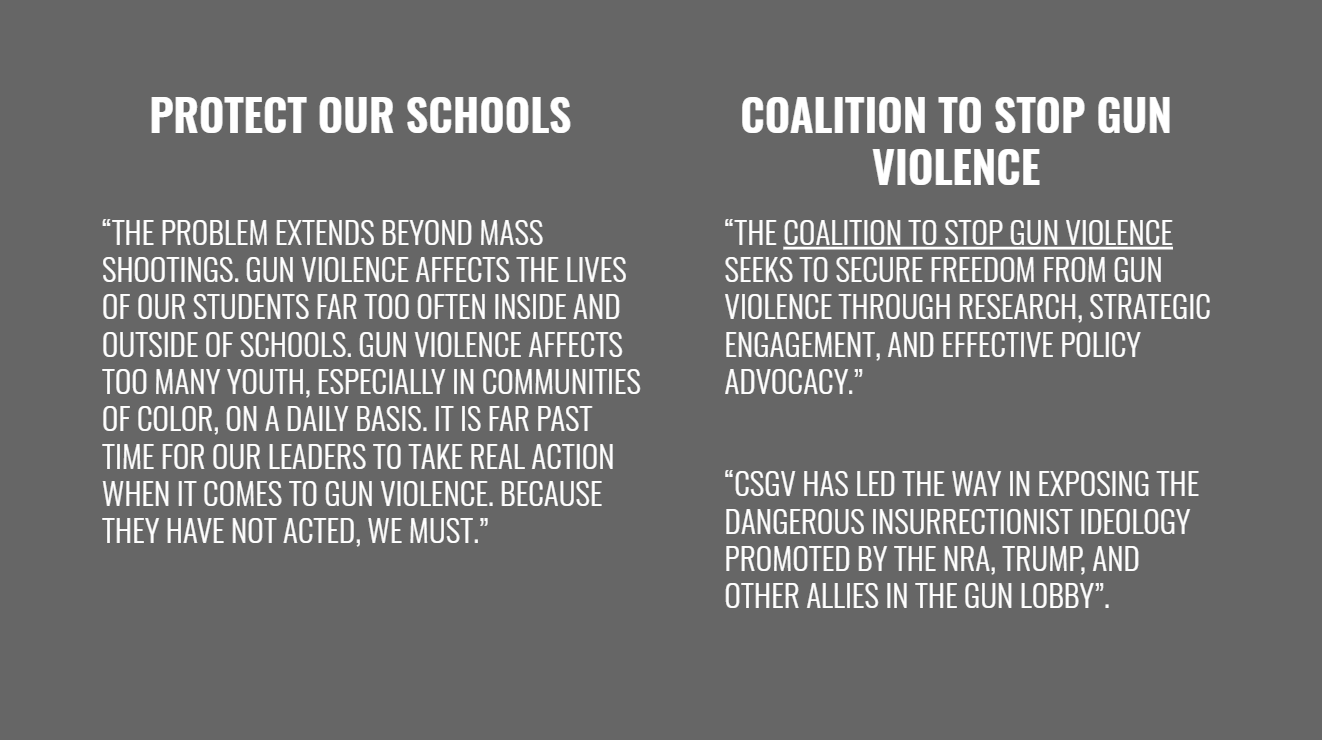 PROTECT OUR SCHOOLS
“THE PROBLEM EXTENDS BEYOND MASS
SHOOTINGS. GUN VIOLENCE AFFECTS THE LIVES
OF OUR STUDENTS FAR TOO OFTEN INSIDE AND
OUTSIDE OF SCHOOLS. GUN VIOLENCE AFFECTS
TOO MANY YOUTH, ESPECIALLY IN COMMUNITIES
OF COLOR, ON A DAILY BASIS. IT IS FAR PAST
TIME FOR OUR LEADERS TO TAKE REAL ACTION
WHEN IT COMES TO GUN VIOLENCE. BECAUSE
THEY HAVE NOT ACTED, WE MUST.”
COALITION TO STOP GUN
VIOLENCE
“THE COALITION TO STOP GUN VIOLENCE
SEEKS TO SECURE FREEDOM FROM GUN
VIOLENCE THROUGH RESEARCH, STRATEGIC
ENGAGEMENT, AND EFFECTIVE POLICY
ADVOCACY.”
“CSGV HAS LED THE WAY IN EXPOSING THE
DANGEROUS INSURRECTIONIST IDEOLOGY
PROMOTED BY THE NRA, TRUMP, AND
OTHER ALLIES IN THE GUN LOBBY”.